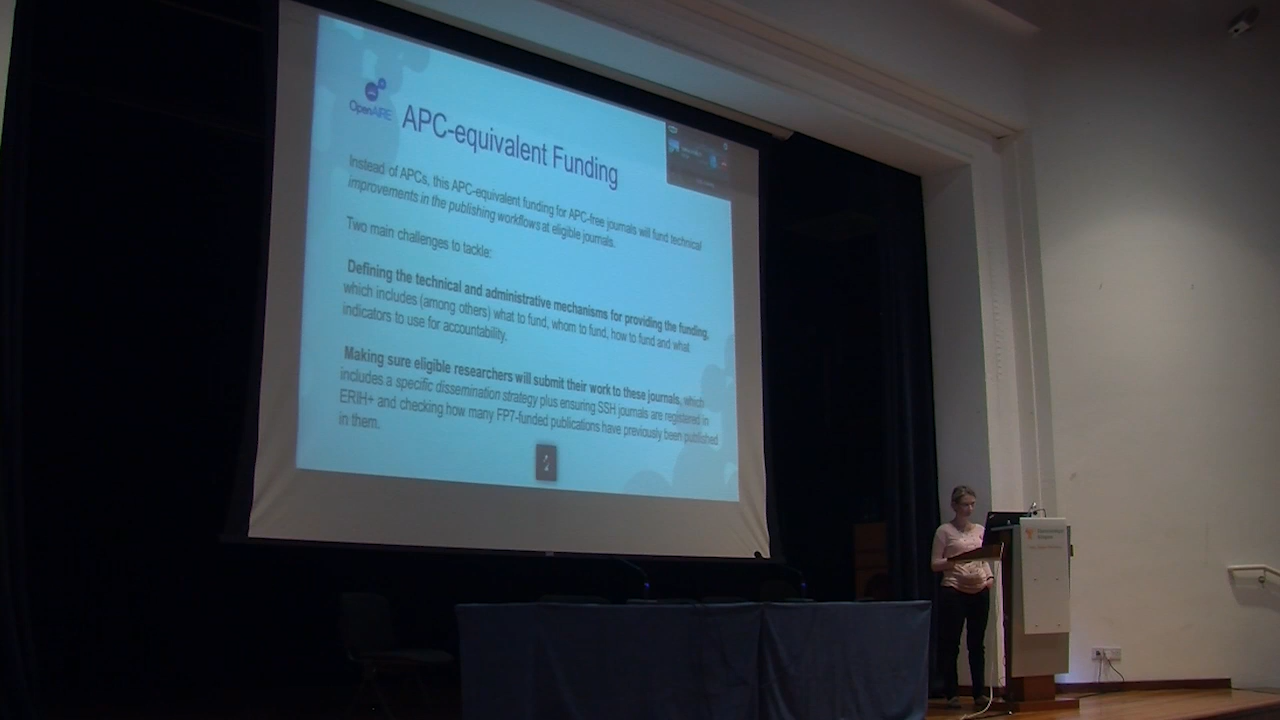 OpenAIRE
APC-equivalent Funding
Instead of APCs, this APC-equivalent funding for APC-free journals will fund technical
improvements in the publishing workflows at eligible journals.
Two main challenges to tackle:
Defining the technical and administrative mechanisms for providing the funding,
which includes (among others) what to fund, whom to fund, how to fund and what
indicators to use for accountability.
Making sure eligible researchers will submit their work to these journals, which
includes a specific dissemination strategy plus ensuring SSH journals are registered in
ERIH+ and checking how many FP7-funded publications have previously been published
in them.